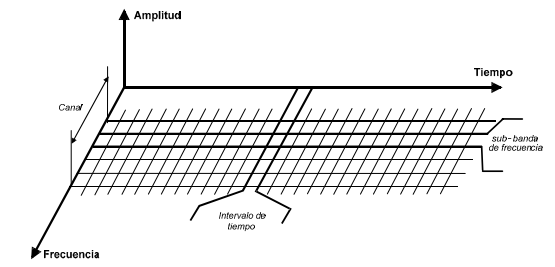 Amplitud
Tiempo
Canal
sub-banda
de frecuencia
Intervalo de
tiempo
Frecuencia